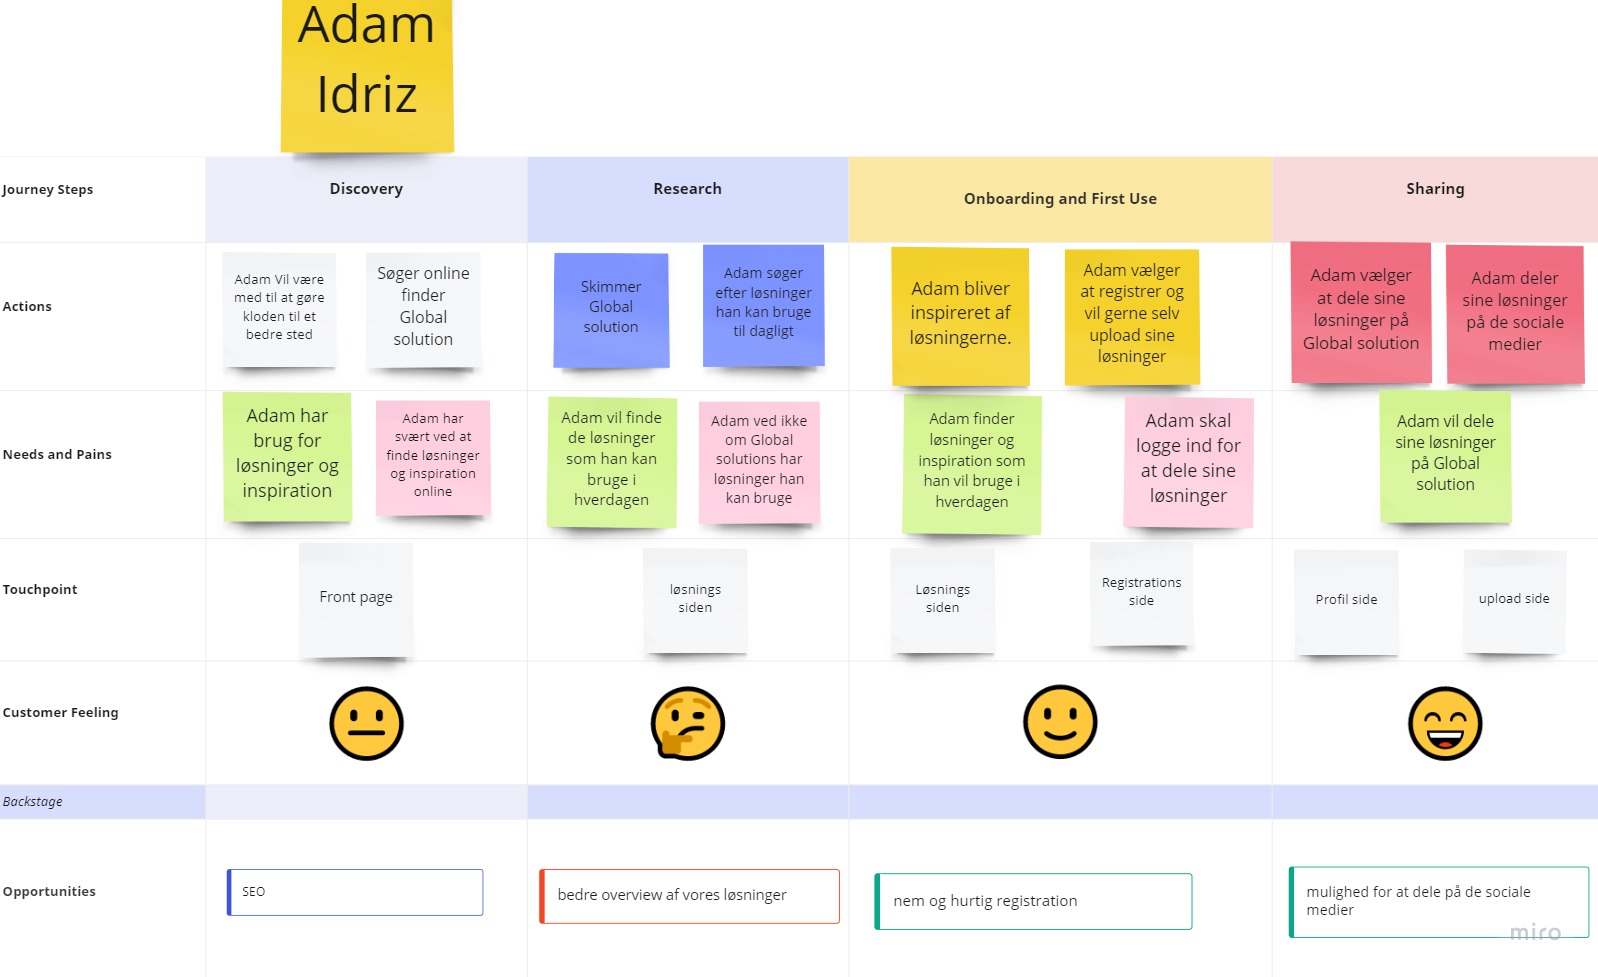 Adam
Idriz
Journey Steps
Discovery
Research
Onboarding and First Use
Sharing
Actions
Adam Vil være
med til at gøre
kloden til et
bedre sted
Søger online
finder
Global
solution
Skimmer
Global
solution
Adam søger
efter løsninger
han kan bruge
til dagligt
Adam bliver
inspireret af
løsningerne.
Adam vælger
at registrer og
vil gerne selv
upload sine
løsninger
Adam vælger
at dele sine
løsninger på
Global solution
Adam deler
sine løsninger
på de sociale
medier
Needs and Pains
Adam har
brug for
løsninger og
inspiration
Adam har
svært ved at
finde løsninger
og inspiration
online
Adam vil finde
de løsninger
som han kan
bruge i
hverdagen
Adam ved ikke
om Global
solutions har
løsninger han
kan bruge
Adam finder
løsninger og
inspiration som
han vil bruge i
hverdagen
Adam skal
logge ind for
at dele sine
løsninger
Adam vil dele
sine løsninger
på Global
solution
Touchpoint
Front page
løsnings
siden
Løsnings
siden
Registrations
side
Profil side
upload side
Customer Feeling
Backstage
Opportunities
SEO
bedre overview af vores løsninger
nem og hurtig registration
mulighed for at dele på de sociale
medier
miro